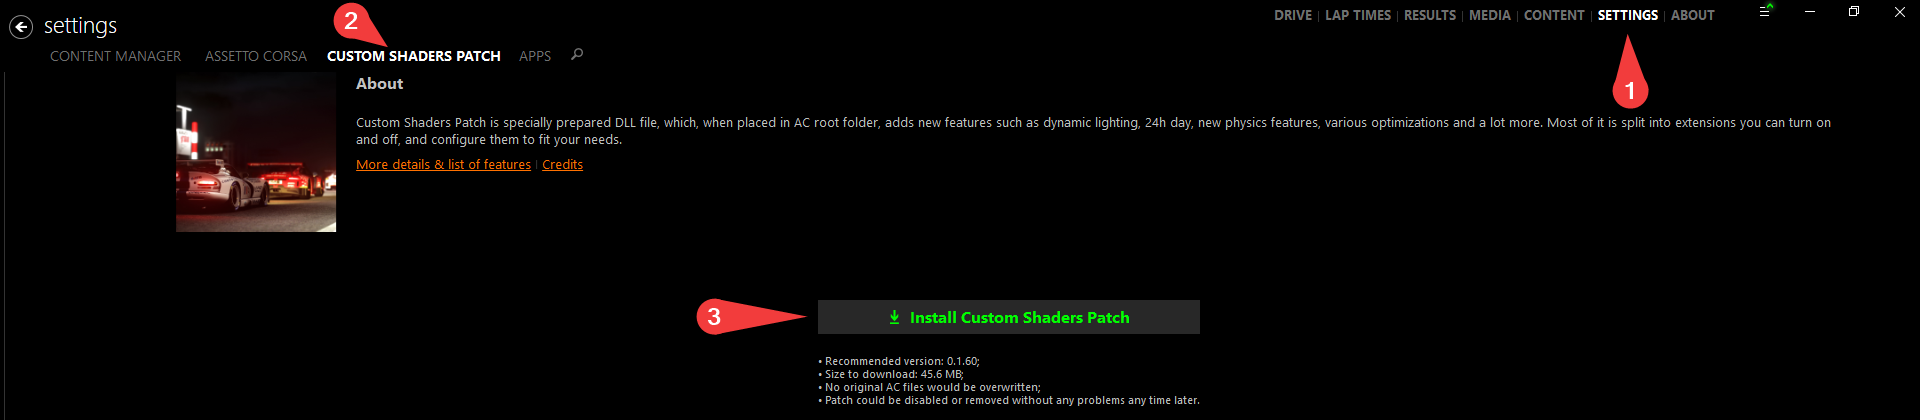 settings
DRIVE | LAP TIMES | RESULTS | MEDIA | CONTENT | SETTINGS | ABOUT
CONTENT MANAGER ASSETTO CORSA CUSTOM SHADERS PATCH APPS
2
1
About
Custom Shaders Patch is specially prepared DLL file, which, when placed in AC root folder, adds new features such as dynamic lighting, 24h day, new physics features, various optimizations and a lot more. Most of it is split into extensions you can turn on
and off, and configure them to fit your needs.
More details & list of features | Credits
3
Install Custom Shaders Patch
• Recommended version: 0.1.60;
• Size to download: 45.6 MB;
• No original AC files would be overwritten;
• Patch could be disabled or removed without any problems any time later.